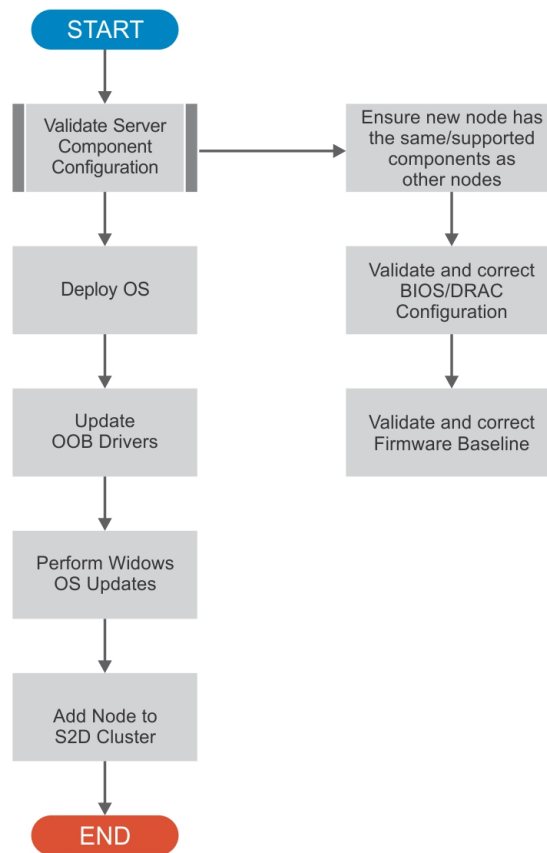 START
Validate Server
Component
Configuration
Ensure new node has
the same/supported
components as
other nodes
Deploy OS
Validate and correct
BIOS/DRAC
Configuration
Update
OOB Drivers
Validate and correct
Firmware Baseline
Perform Widows
OS Updates
Add Node to
S2D Cluster
END